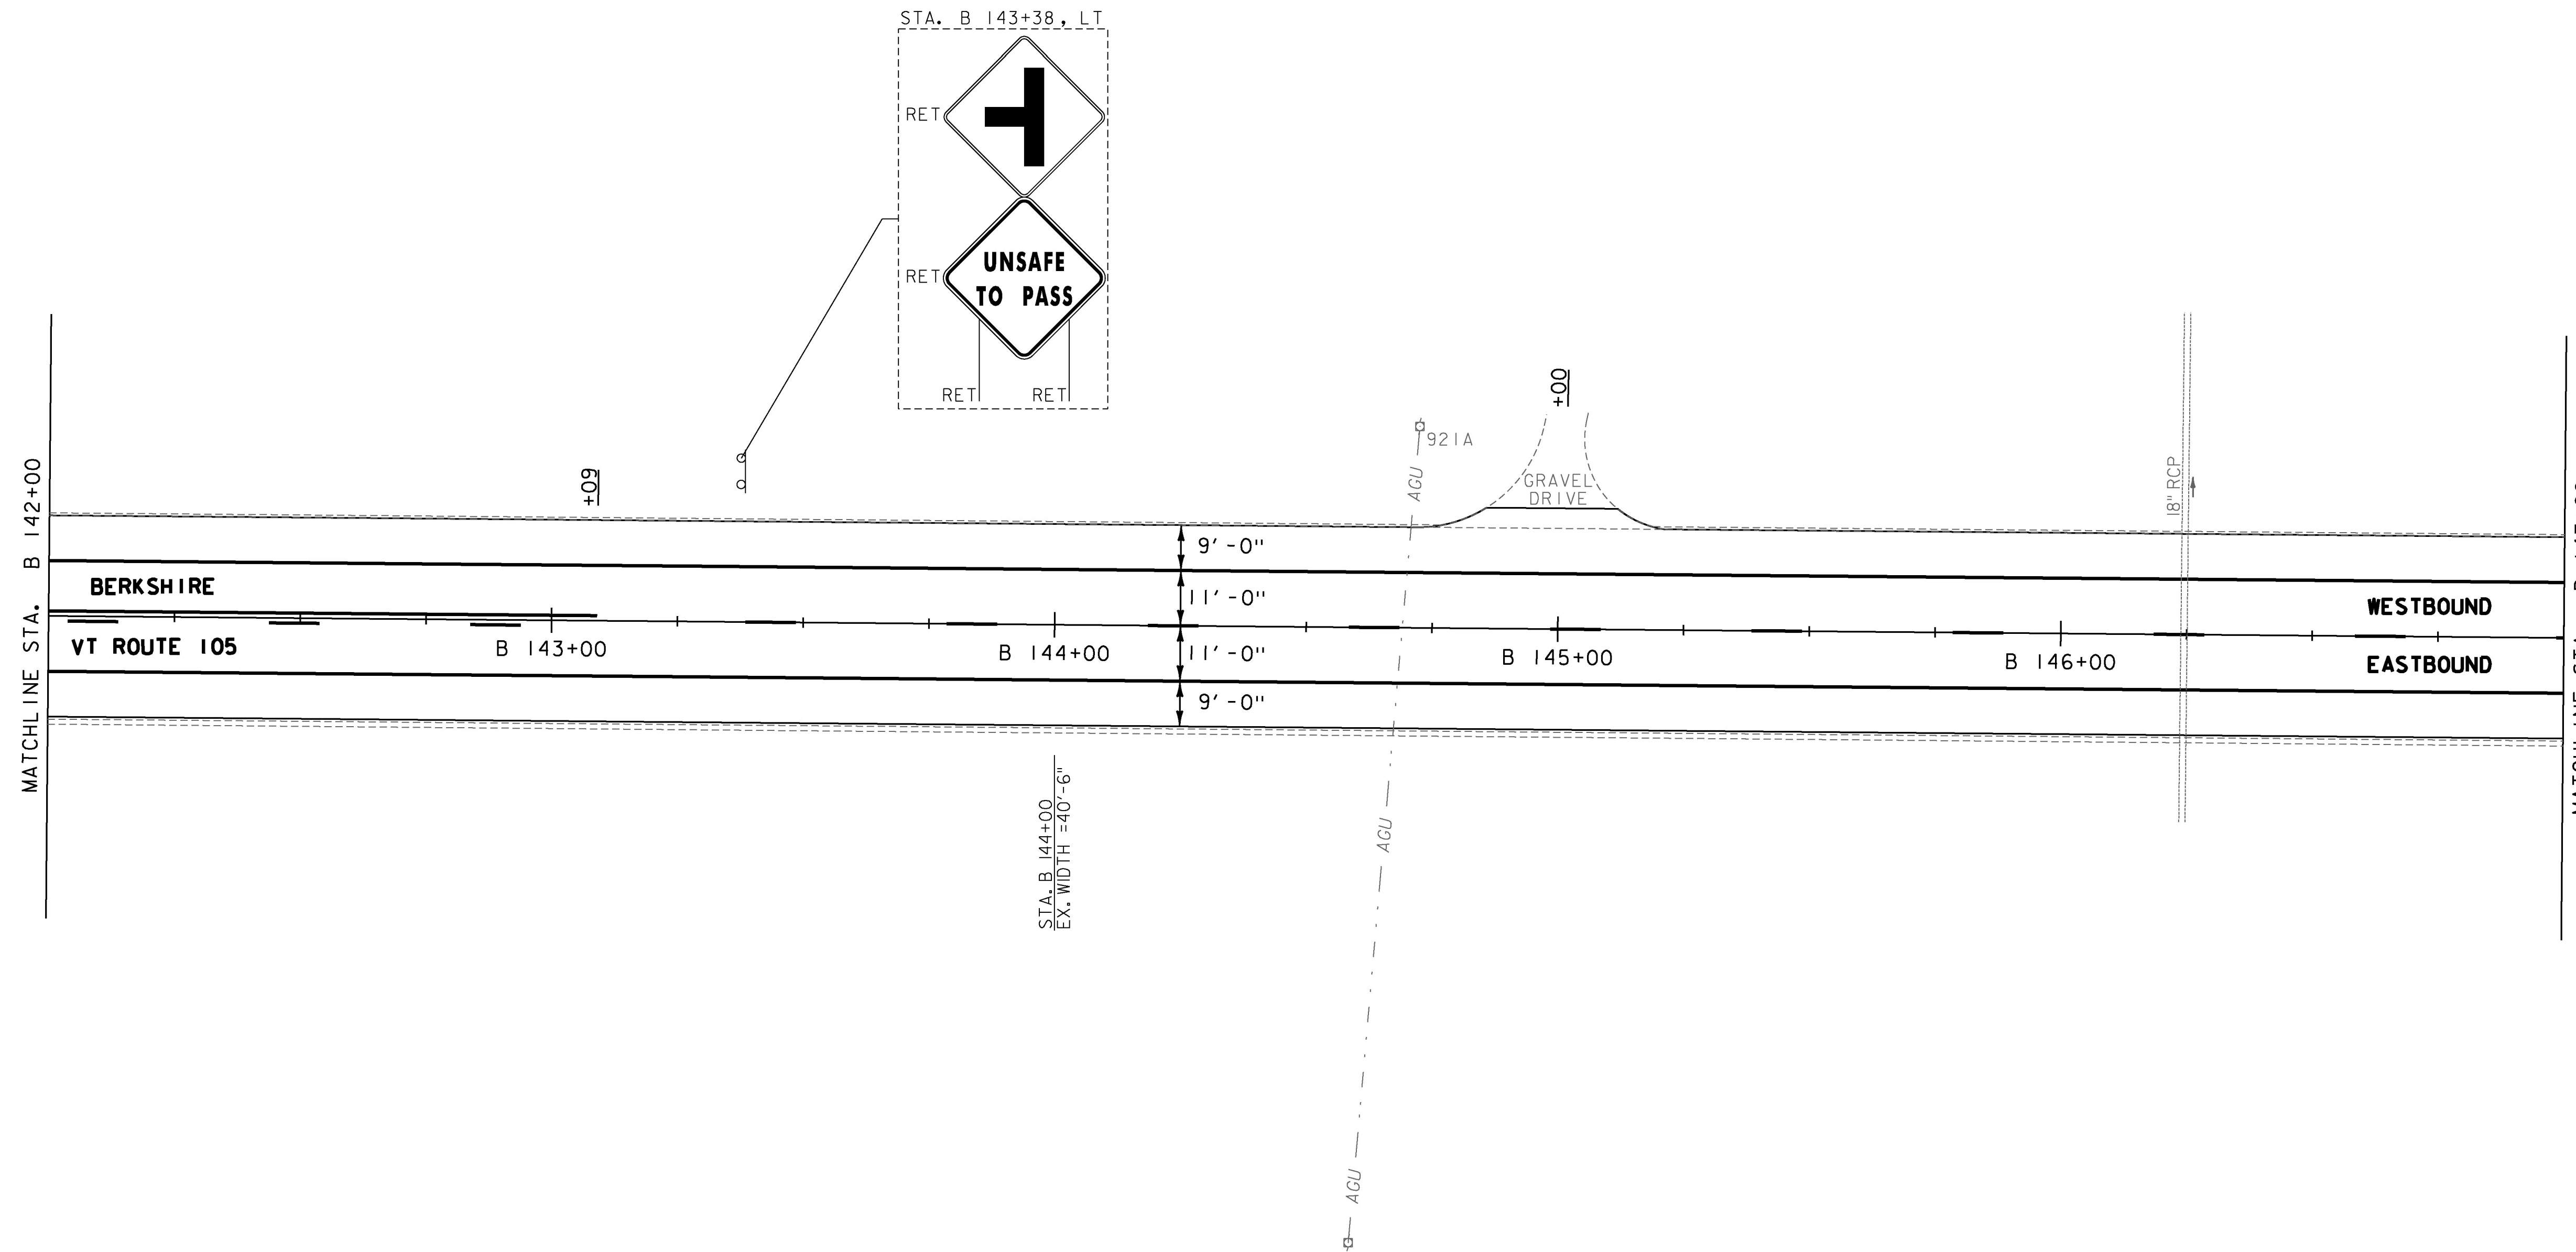 STA. B 143+38, LT
RET
RET
UNSAFE
TO PASS
RET RET
+00
921A
AGU
+09
GRAVEL
DRIVE
18" RCP
MATCHLINE STA. B 142+00
9'-0"
BERKSHIRE
11'-0"
WESTBOUND
VT ROUTE 105
B 143+00
B 144+00
11'-0"
B 145+00
B 146+00
EASTBOUND
9'-0"
STA. B 144+00
EX. WIDTH =40'-6"
AGU
AGU